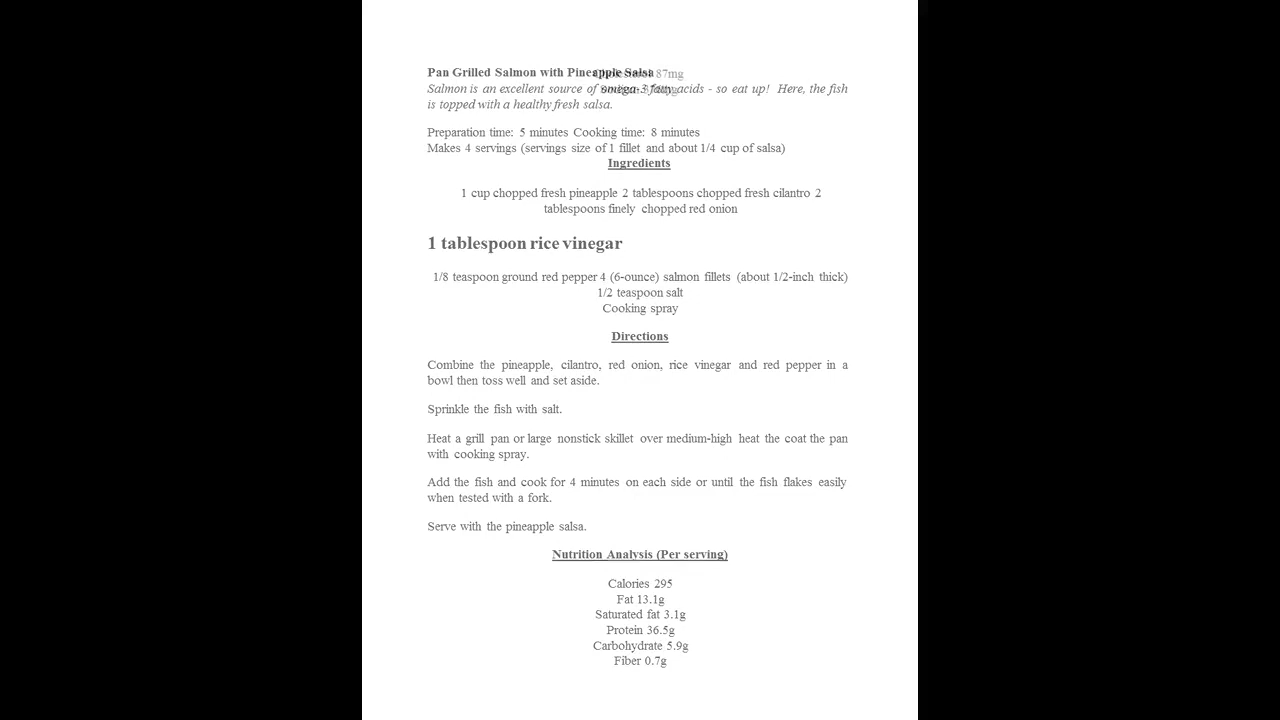 Pan Grilled Salmon with Pineapple Salsa
87mg
Salmon is an excellent source of omega-3 fatty acids - so eat up! Here, the fish
is topped with a healthy fresh salsa.
Preparation time: 5 minutes Cooking time: 8 minutes
Makes 4 servings (servings size of 1 fillet and about 1/4 cup of salsa)
Ingredients
1 cup chopped fresh pineapple 2 tablespoons chopped fresh cilantro 2
tablespoons finely chopped red onion
1 tablespoon rice vinegar
1/8 teaspoon ground red pepper 4 (6-ounce) salmon fillets (about 1/2-inch thick)
1/2 teaspoon salt
Cooking spray
Directions
Combine the pineapple, cilantro, red onion, rice vinegar and red pepper in a
bowl then toss well and set aside.
Sprinkle the fish with salt.
Heat a grill pan or large nonstick skillet over medium-high heat the coat the pan
with cooking spray.
Add the fish and cook for 4 minutes on each side or until the fish flakes easily
when tested with a fork.
Serve with the pineapple salsa.
Nutrition Analysis (Per serving)
Calories 295
Fat 13.1g
Saturated fat 3.1g
Protein 36.5g
Carbohydrate 5.9g
Fiber 0.7g